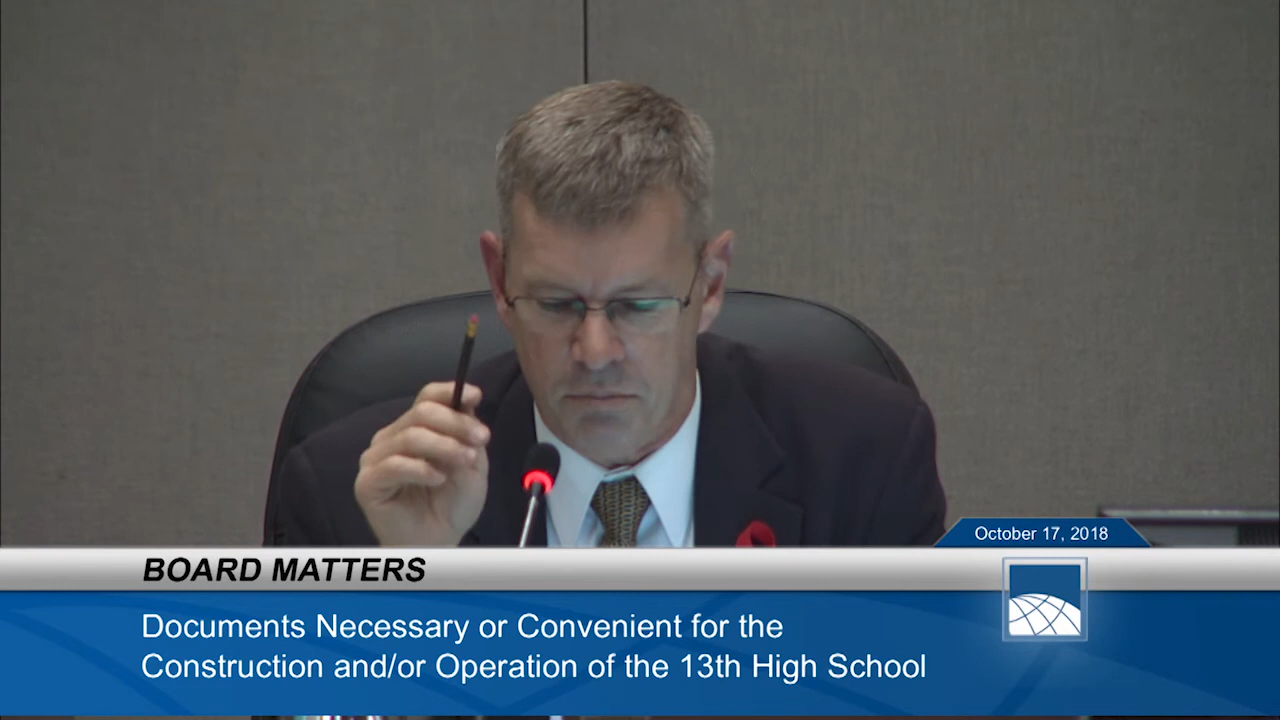 October 17, 2018
BOARD MATTERS
Documents Necessary or Convenient for the
Construction and/or Operation of the 13th High School